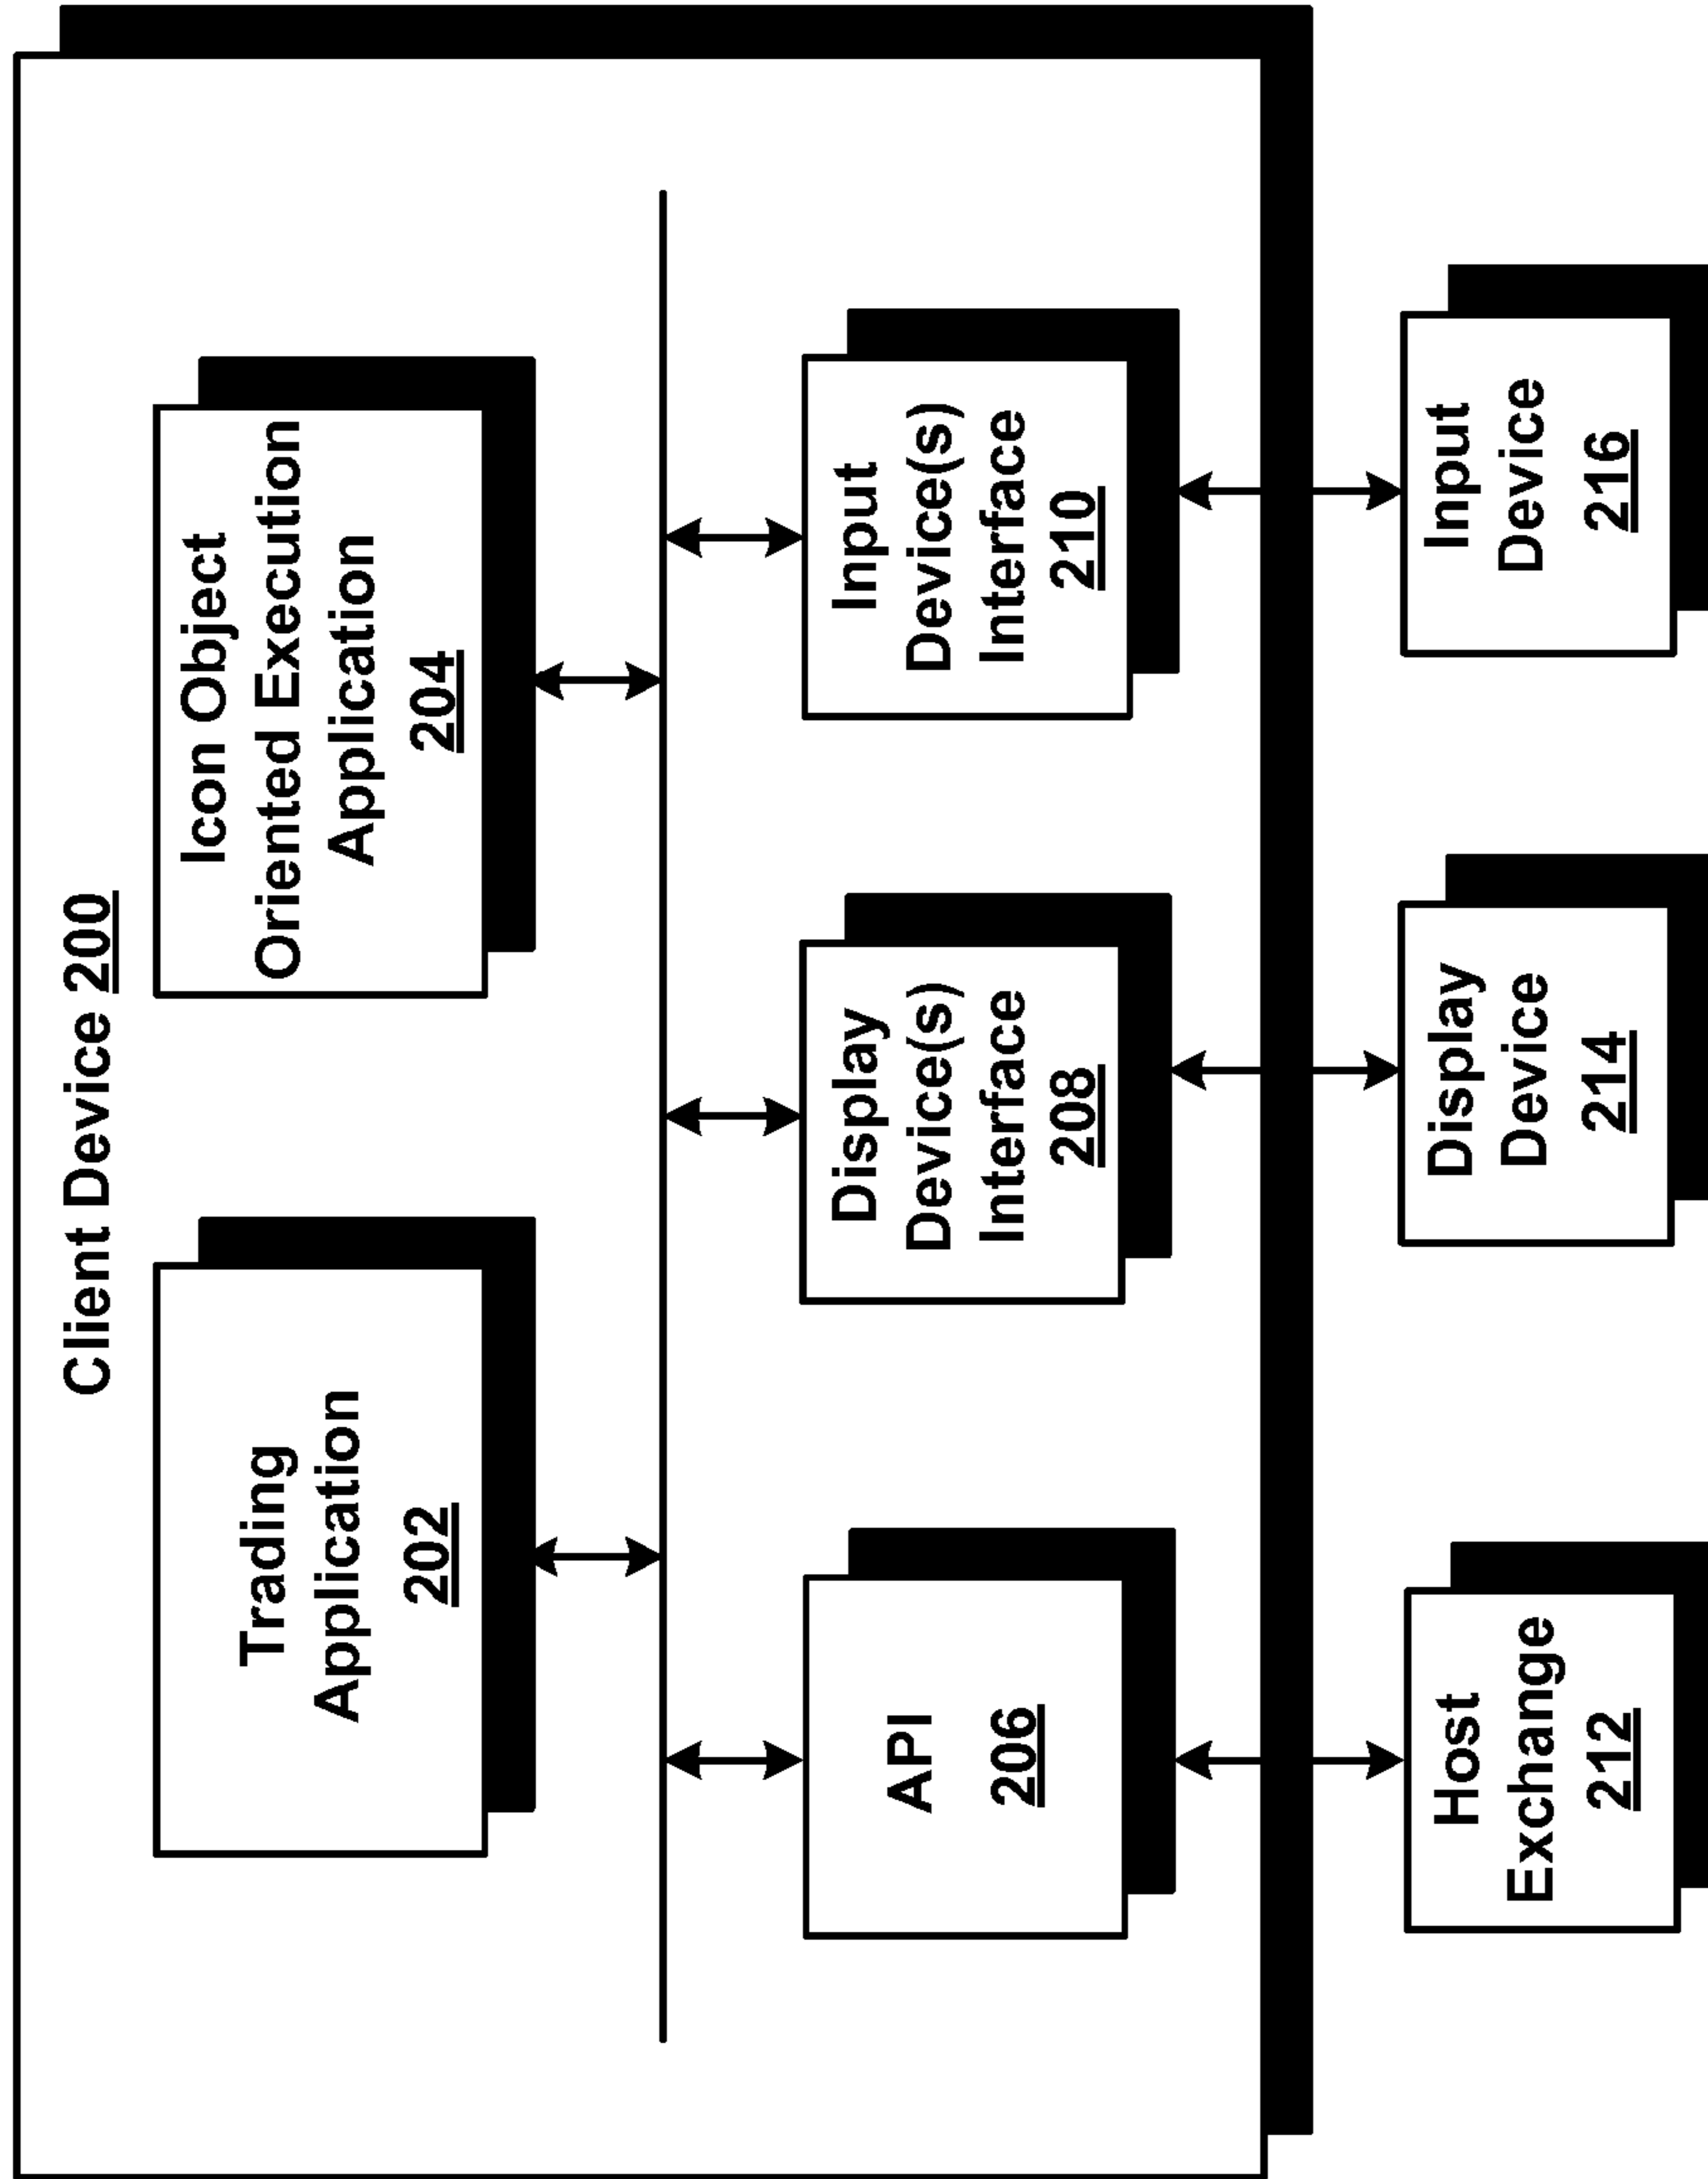 Client Device 200
Trading
Application
202
Icon Object
Oriented Execution
Application
204
API
206
Display
Device(s)
Interface
208
Input
Device(s)
Interface
210
Host
Exchange
212
Display
Device
214
Input
Device
216